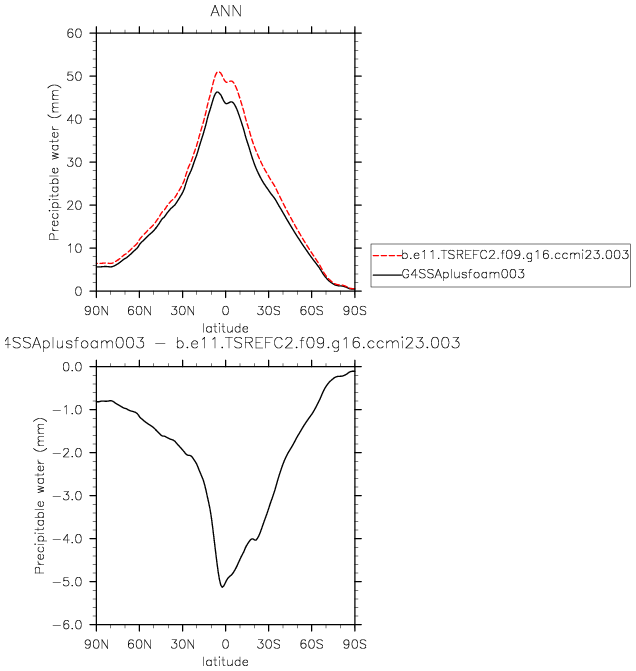 ANN
Precipitable water (mm)
60
50
40
30
20
10
0
90N 60N 30N 0 30S 60S 90S
latitude
b.e11.TSREFC2.f09.g16.ccmi23.003
G4SSAplusfoam003
4SSAplusfoam003 − b.e11.TSREFC2.f09.g16.ccmi23.003
Precipitable water (mm)
0.0
−1.0
−2.0
−3.0
−4.0
−5.0
−6.0
90N 60N 30N 0 30S 60S 90S
latitude